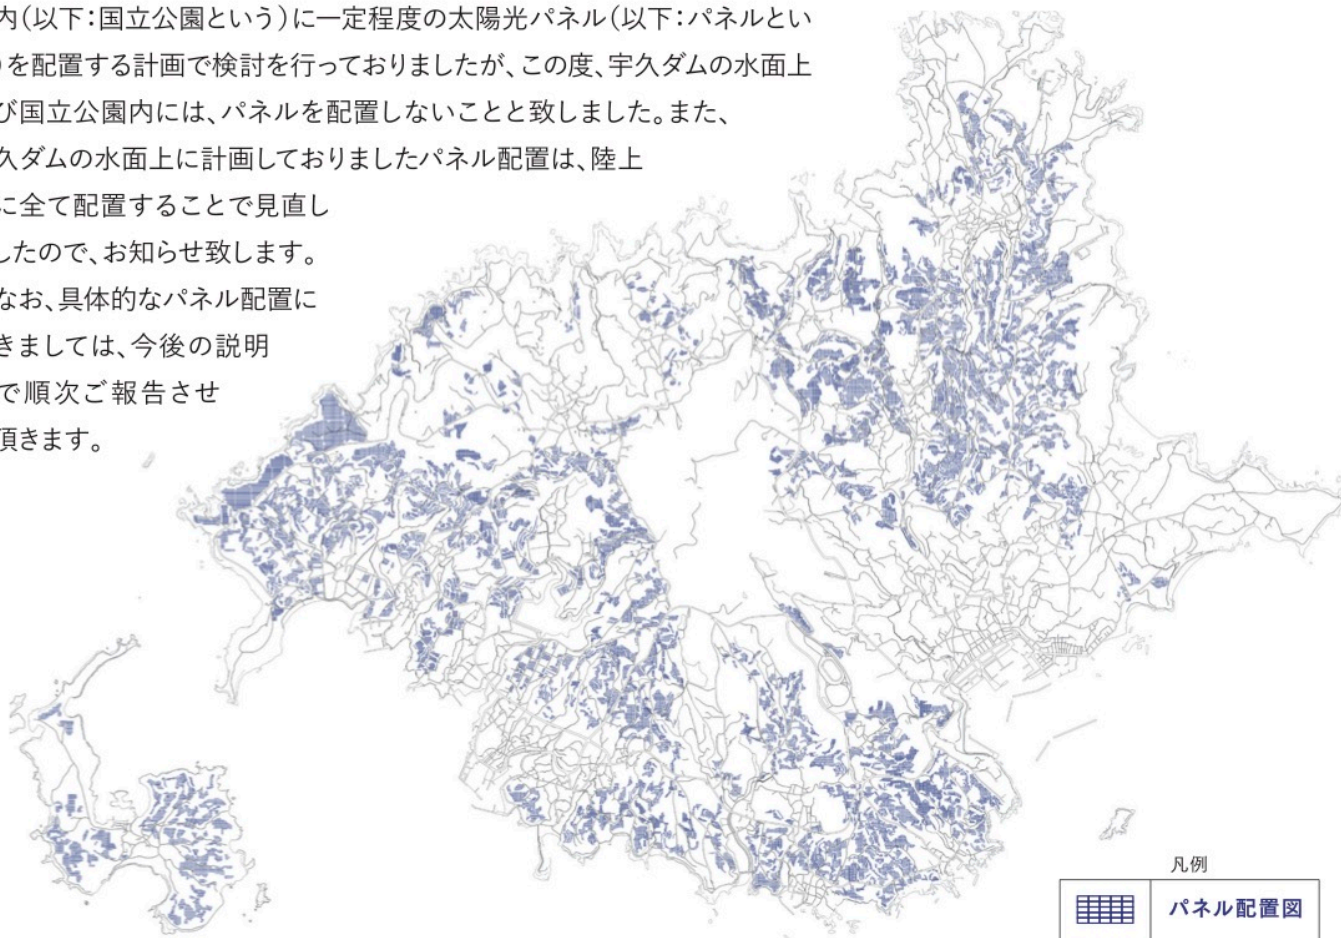 内(以下:国立公園という)に一定程度の太陽光パネル(以下:パネルとい
)を配置する計画で検討を行っておりましたが、この度、宇久ダムの水面上
び国立公園内には、パネルを配置しないことと致しました。また、
久ダムの水面上に計画しておりましたパネル配置は、陸上
に全て配置することで見直し
したので、お知らせ致します。
なお、具体的なパネル配置に
きましては、今後の説明
で順次ご報告させ
頂きます。
凡例
パネル配置図